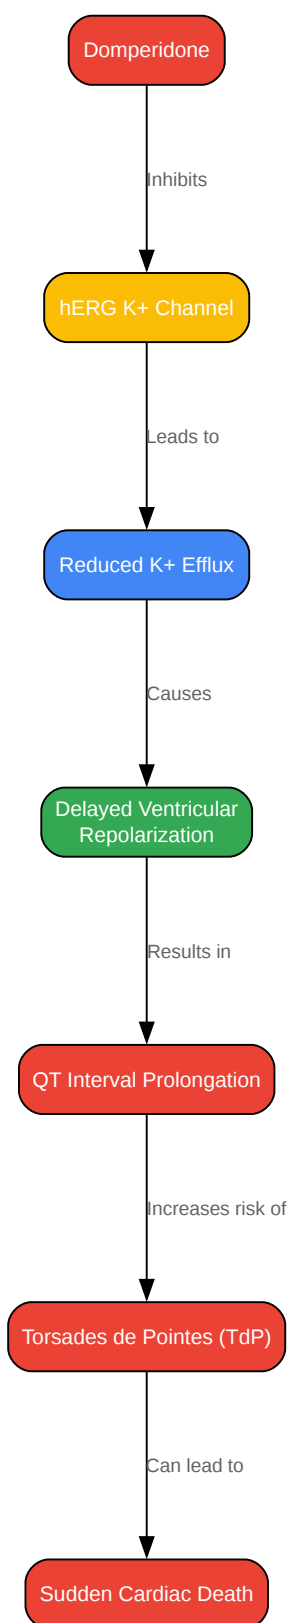 Domperidone
Inhibits
hERG K+ Channel
Leads to
Reduced K+ Efflux
Causes
Delayed Ventricular
Repolarization
Results in
QT Interval Prolongation
Increases risk of
Torsades de Pointes (TdP)
Can lead to
Sudden Cardiac Death